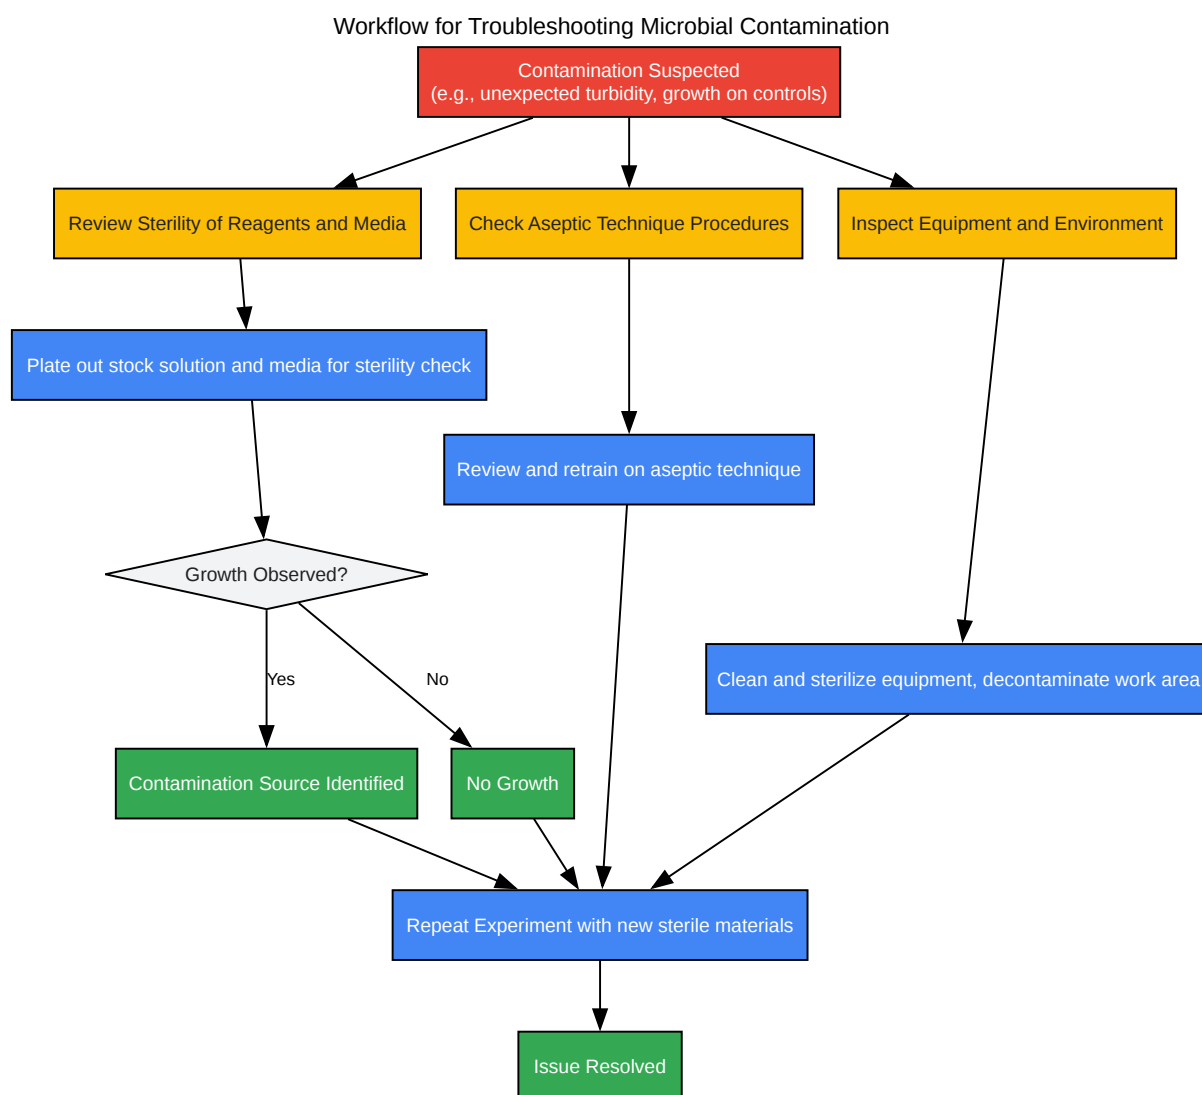 Workflow for Troubleshooting Microbial Contamination
Contamination Suspected
(e.g., unexpected turbidity, growth on controls)
Review Sterility of Reagents and Media
Check Aseptic Technique Procedures
Inspect Equipment and Environment
Plate out stock solution and media for sterility check
Review and retrain on aseptic technique
Growth Observed?
Yes
No
Clean and sterilize equipment, decontaminate work area
Contamination Source Identified
No Growth
Repeat Experiment with new sterile materials
Issue Resolved